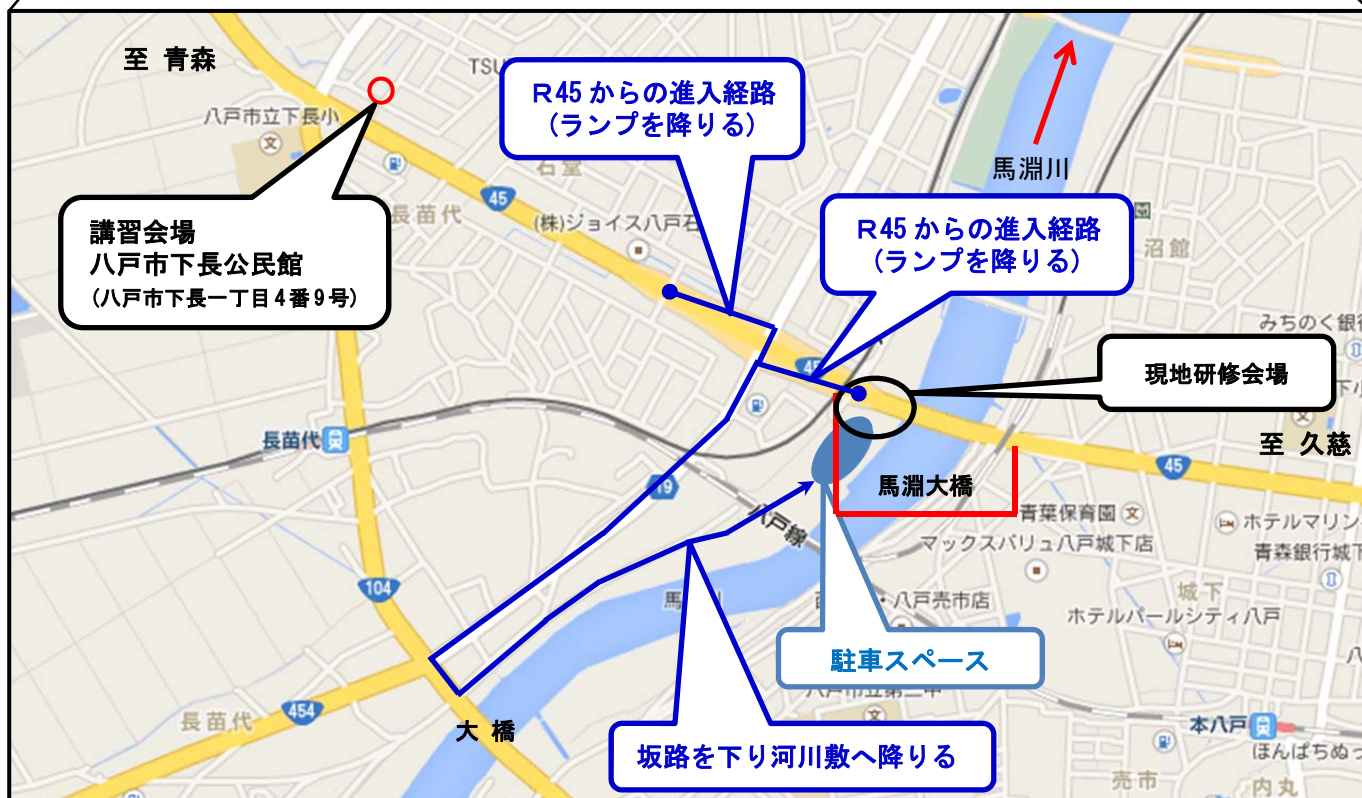 至 青森
TSU
八戸市立下長小
文
R45 からの進入経路
(ランプを降りる)
馬淵川
石堂
45
長苗代
(株)ジョイス八戸石
講習会場
八戸市下長公民館
(八戸市下長一丁目4番9号)
R45 からの進入経路
(ランプを降りる)
沼館
みちのく銀行
現地研修会場
45
至 久慈
長苗代
19
馬淵大橋
45
八戸線
青葉保育園
文
ホテルマリン
マックスバリュ八戸城下店
青森銀行城下
104
城下
・八戸売市店
ホテルパールシティ八戸
駐車スペース
454
長苗代
大 橋
文
本八戸
坂路を下り河川敷へ降りる
ほんぱちぬっ
売市
内丸